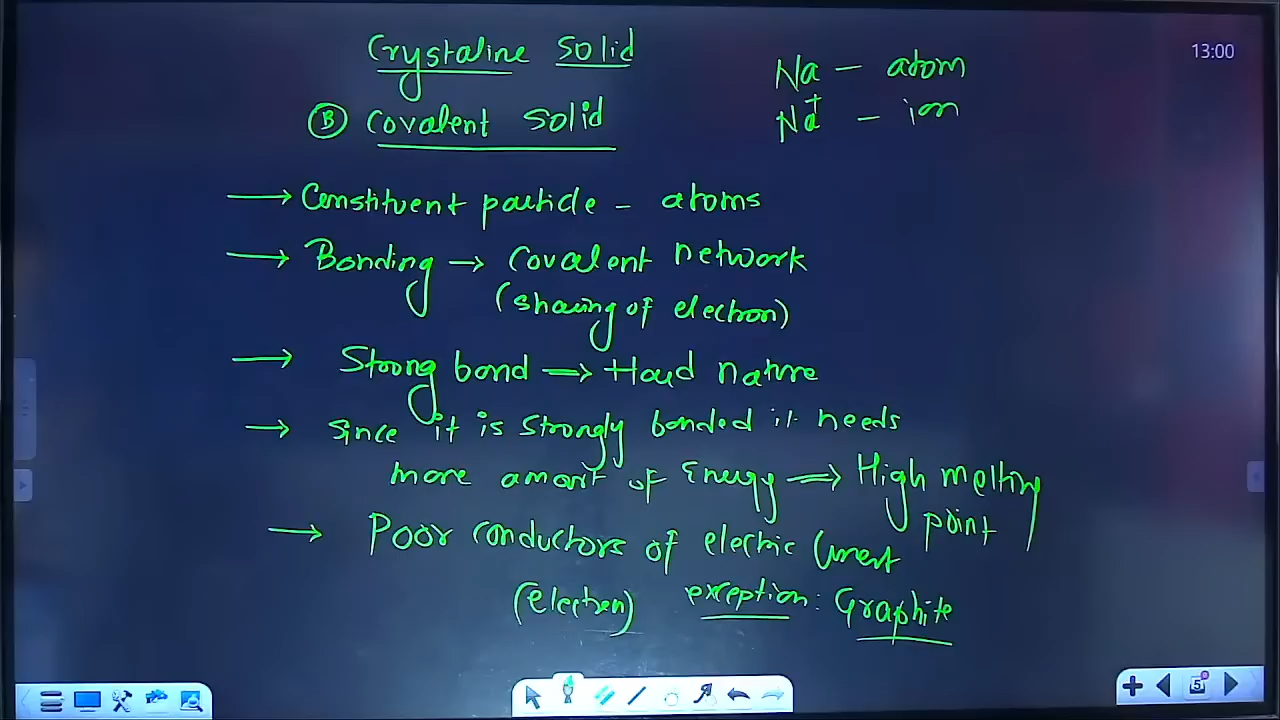 Crystaline Solid
Na – atom
13:00
Na+ – ion
Ⓑ Covalent Solid
→ Constituent particle – atoms
→ Bonding → Covalent network
(sharing of electron)
→ Strong bond → Hard nature
→ Since it is strongly bonded it needs
more amont of Energy ⇒ High melting
point
→ Poor conductors of electric Current
(electron) exception: Graphite
5